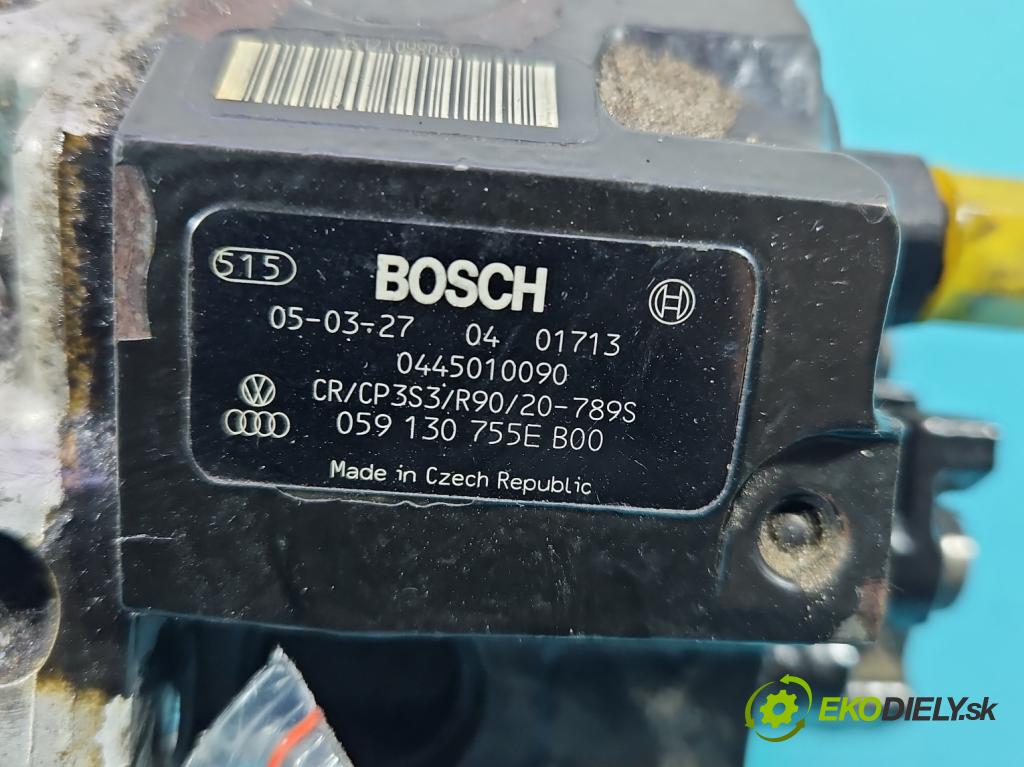 515
BOSCH
05-03-27 04 01713
0445010090
CR/CP3S3/R90/20-789S
059 130 755E B00
Made in Czech Republic
EKODIELY.sk